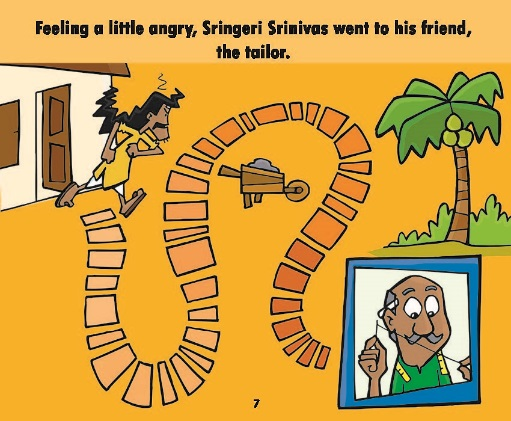 Feeling a little angry, Sringeri Srinivas went to his friend,
the tailor.
7